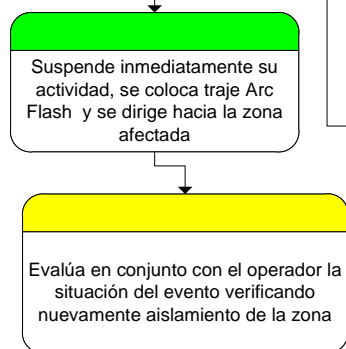 Suspende inmediatamente su
actividad, se coloca traje Arc
Flash y se dirige hacia la zona
afectada
Evalúa en conjunto con el operador la
situación del evento verificando
nuevamente aislamiento de la zona